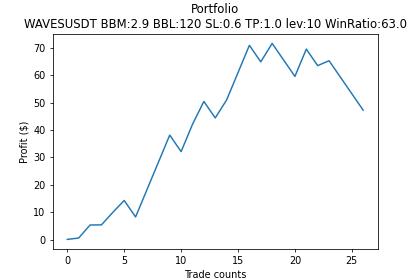 Portfolio
WAVESUSDT BBM:2.9 BBL:120 SL:0.6 TP:1.0 lev:10 WinRatio:63.0
70
60
50
40
30
20
10
0
Profit ($)
0 5 10 15 20 25
Trade counts